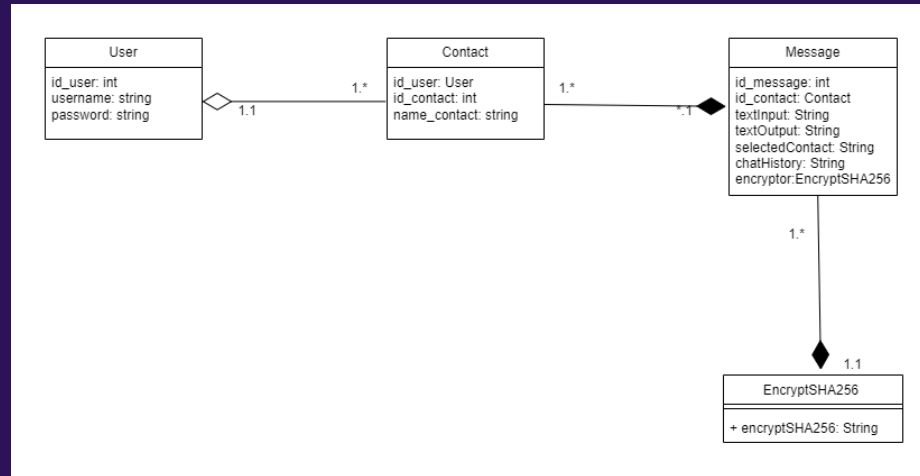 User
id_user: int
username: string
password: string
1.1
1.*
Contact
id_user: User
id_contact: int
name_contact: string
1.*
*.1
Message
id_message: int
id_contact: Contact
textInput: String
textOutput: String
selectedContact: String
chatHistory: String
encryptor:EncryptSHA256
1.*
1.1
EncryptSHA256
+ encryptSHA256: String